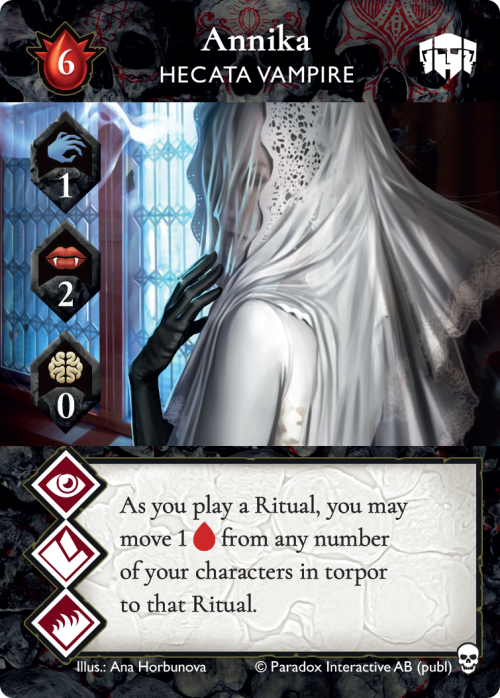 6
Annika
HECATA VAMPIRE
1
2
0
As you play a Ritual, you may
move 1 from any number
of your characters in torpor
to that Ritual.
Illus.: Ana Horbunova © Paradox Interactive AB (publ)